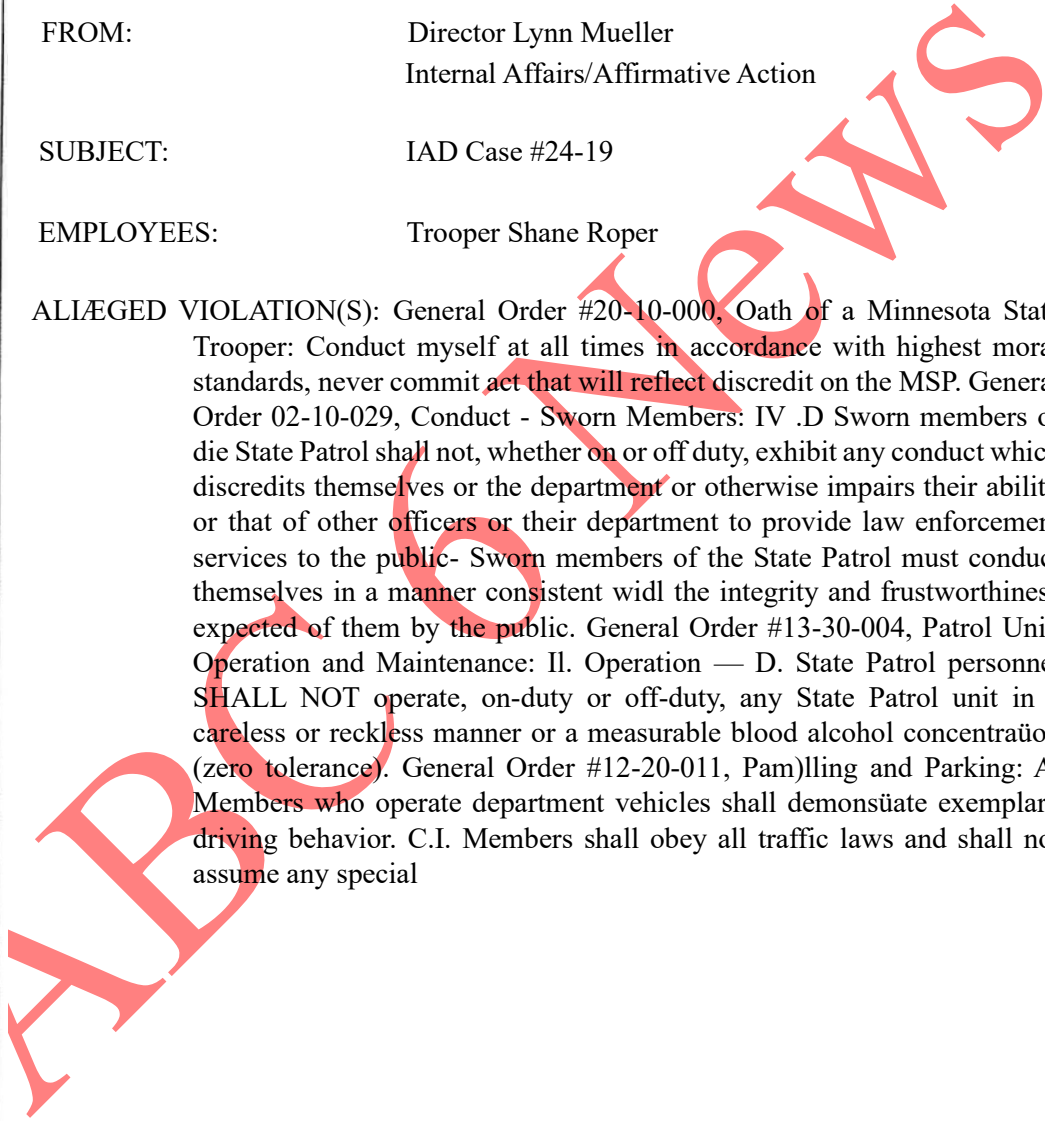 FROM: Director Lynn Mueller
Internal Affairs/Affirmative Action
SUBJECT: IAD Case #24-19
EMPLOYEES: Trooper Shane Roper
ALIÆGED VIOLATION(S): General Order #20-10-000, Oath of a Minnesota Stat
Trooper: Conduct myself at all times in accordance with highest mora
standards, never commit act that will reflect discredit on the MSP. Genera
Order 02-10-029, Conduct - Sworn Members: IV .D Sworn members o
die State Patrol shall not, whether on or off duty, exhibit any conduct whic
discredits themselves or the department or otherwise impairs their abilit
or that of other officers or their department to provide law enforcemen
services to the public- Sworn members of the State Patrol must conduc
themselves in a manner consistent widl the integrity and frustworthines
expected of them by the public. General Order #13-30-004, Patrol Uni
Operation and Maintenance: Il. Operation — D. State Patrol personne
SHALL NOT operate, on-duty or off-duty, any State Patrol unit in
careless or reckless manner or a measurable blood alcohol concentraüo
(zero tolerance). General Order #12-20-011, Pam)lling and Parking: A
Members who operate department vehicles shall demonsüate exemplar
driving behavior. C.I. Members shall obey all traffic laws and shall no
assume any special
ABC 6 News